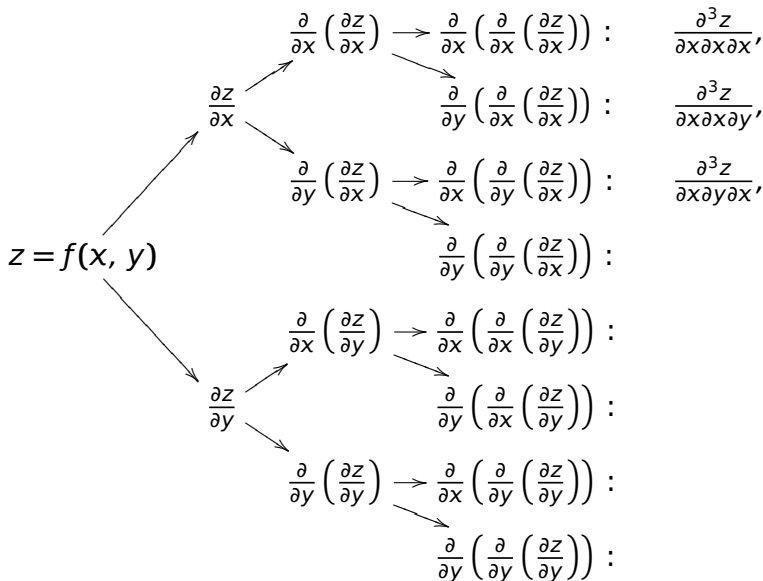 ∂/∂x (∂z/∂x) → ∂/∂x (∂/∂x (∂z/∂x)) : ∂³z/∂x∂x∂x,
∂z/∂x ∂/∂y (∂/∂x (∂z/∂x)) : ∂³z/∂x∂x∂y,
∂/∂y (∂z/∂x) → ∂/∂x (∂/∂y (∂z/∂x)) : ∂³z/∂x∂y∂x,
z = f(x, y) ∂/∂y (∂/∂y (∂z/∂x)) :
∂/∂x (∂z/∂y) → ∂/∂x (∂/∂x (∂z/∂y)) :
∂z/∂y ∂/∂y (∂/∂x (∂z/∂y)) :
∂/∂y (∂z/∂y) → ∂/∂x (∂/∂y (∂z/∂y)) :
∂/∂y (∂/∂y (∂z/∂y)) :